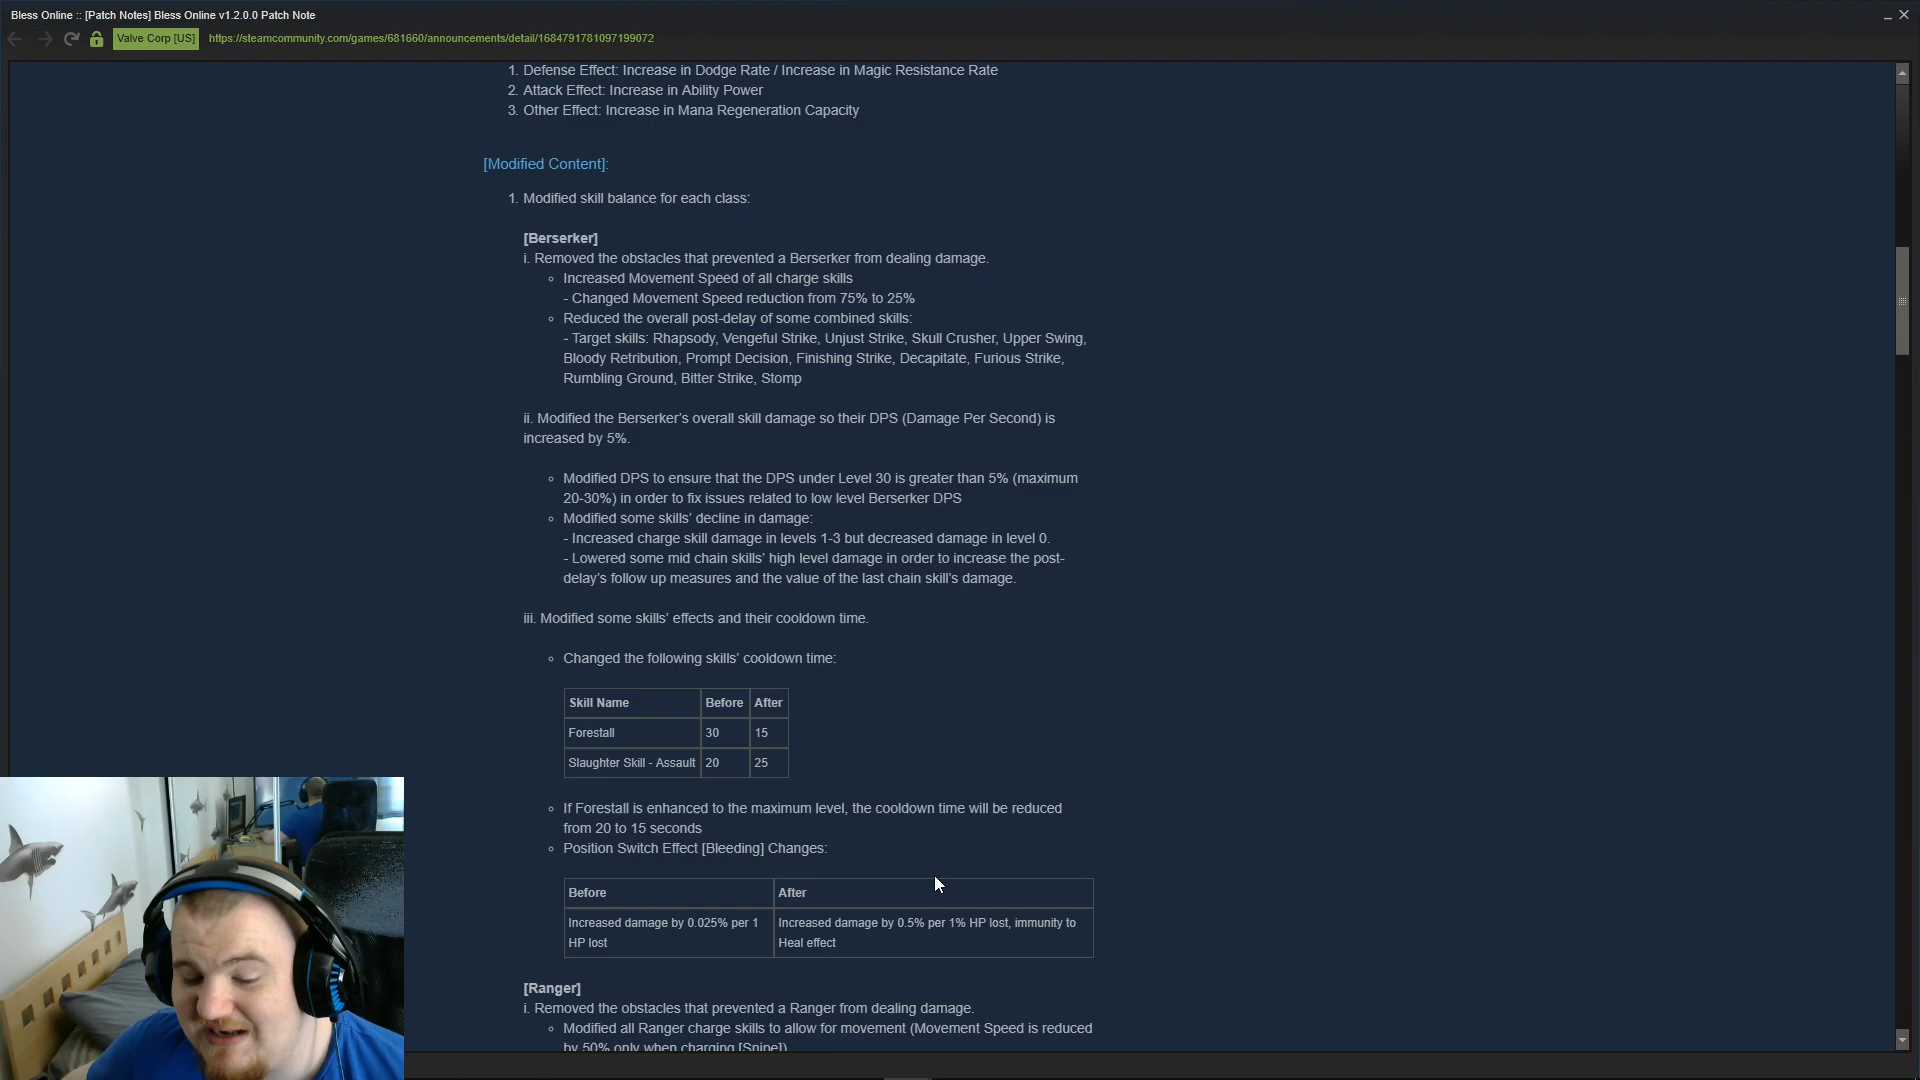 Bless Online :: [Patch Notes] Bless Online v1.2.0.0 Patch Note
Valve Corp [US] https://steamcommunity.com/games/681660/announcements/detail/1684791781097199072
1. Defense Effect: Increase in Dodge Rate / Increase in Magic Resistance Rate
2. Attack Effect: Increase in Ability Power
3. Other Effect: Increase in Mana Regeneration Capacity
[Modified Content]:
1. Modified skill balance for each class:
[Berserker]
i. Removed the obstacles that prevented a Berserker from dealing damage.
◦ Increased Movement Speed of all charge skills
- Changed Movement Speed reduction from 75% to 25%
◦ Reduced the overall post-delay of some combined skills:
- Target skills: Rhapsody, Vengeful Strike, Unjust Strike, Skull Crusher, Upper Swing,
Bloody Retribution, Prompt Decision, Finishing Strike, Decapitate, Furious Strike,
Rumbling Ground, Bitter Strike, Stomp
ii. Modified the Berserker's overall skill damage so their DPS (Damage Per Second) is
increased by 5%.
◦ Modified DPS to ensure that the DPS under Level 30 is greater than 5% (maximum
20-30%) in order to fix issues related to low level Berserker DPS
◦ Modified some skills' decline in damage:
- Increased charge skill damage in levels 1-3 but decreased damage in level 0.
- Lowered some mid chain skills' high level damage in order to increase the post-
delay's follow up measures and the value of the last chain skill's damage.
iii. Modified some skills' effects and their cooldown time.
◦ Changed the following skills' cooldown time:
Skill Name Before After
Forestall 30 15
Slaughter Skill - Assault 20 25
◦ If Forestall is enhanced to the maximum level, the cooldown time will be reduced
from 20 to 15 seconds
◦ Position Switch Effect [Bleeding] Changes:
Before After
Increased damage by 0.025% per 1 Increased damage by 0.5% per 1% HP lost, immunity to
HP lost Heal effect
[Ranger]
i. Removed the obstacles that prevented a Ranger from dealing damage.
◦ Modified all Ranger charge skills to allow for movement (Movement Speed is reduced
by 50% only when charging [Snipe])